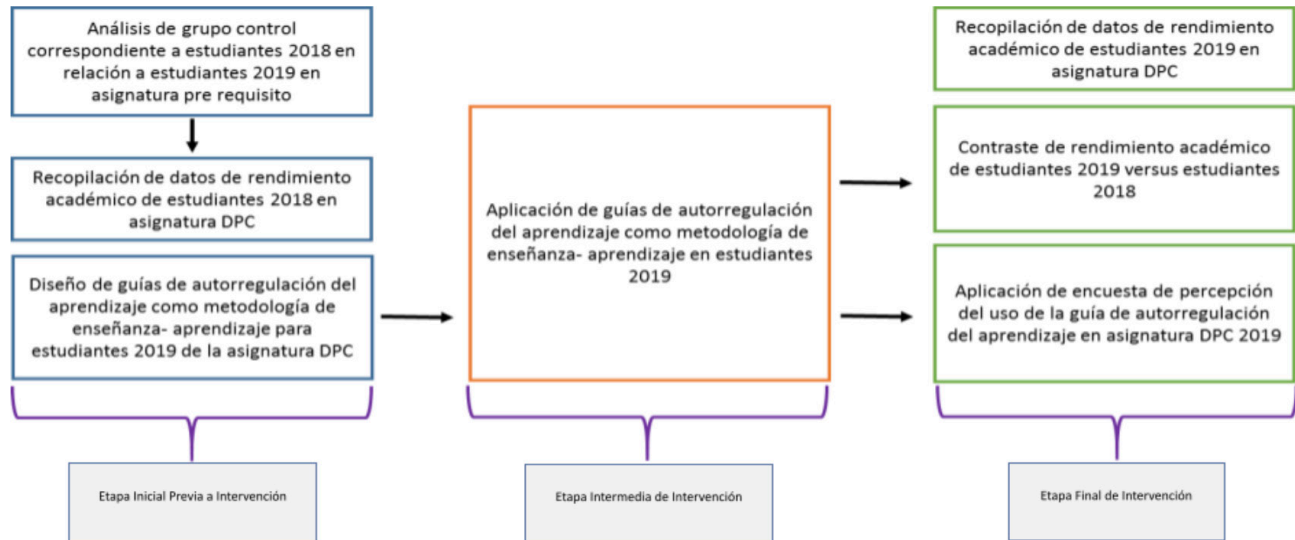 Análisis de grupo control
correspondiente a estudiantes 2018 en
relación a estudiantes 2019 en
asignatura pre requisito
Recopilación de datos de rendimiento
académico de estudiantes 2018 en
asignatura DPC
Diseño de guías de autorregulación del
aprendizaje como metodología de
enseñanza- aprendizaje para
estudiantes 2019 de la asignatura DPC
Etapa Inicial Previa a Intervención
Aplicación de guías de autorregulación
del aprendizaje como metodología de
enseñanza- aprendizaje en estudiantes
2019
Etapa Intermedia de Intervención
Recopilación de datos de rendimiento
académico de estudiantes 2019 en
asignatura DPC
Contraste de rendimiento académico
de estudiantes 2019 versus estudiantes
2018
Aplicación de encuesta de percepción
del uso de la guía de autorregulación
del aprendizaje en asignatura DPC 2019
Etapa Final de Intervención